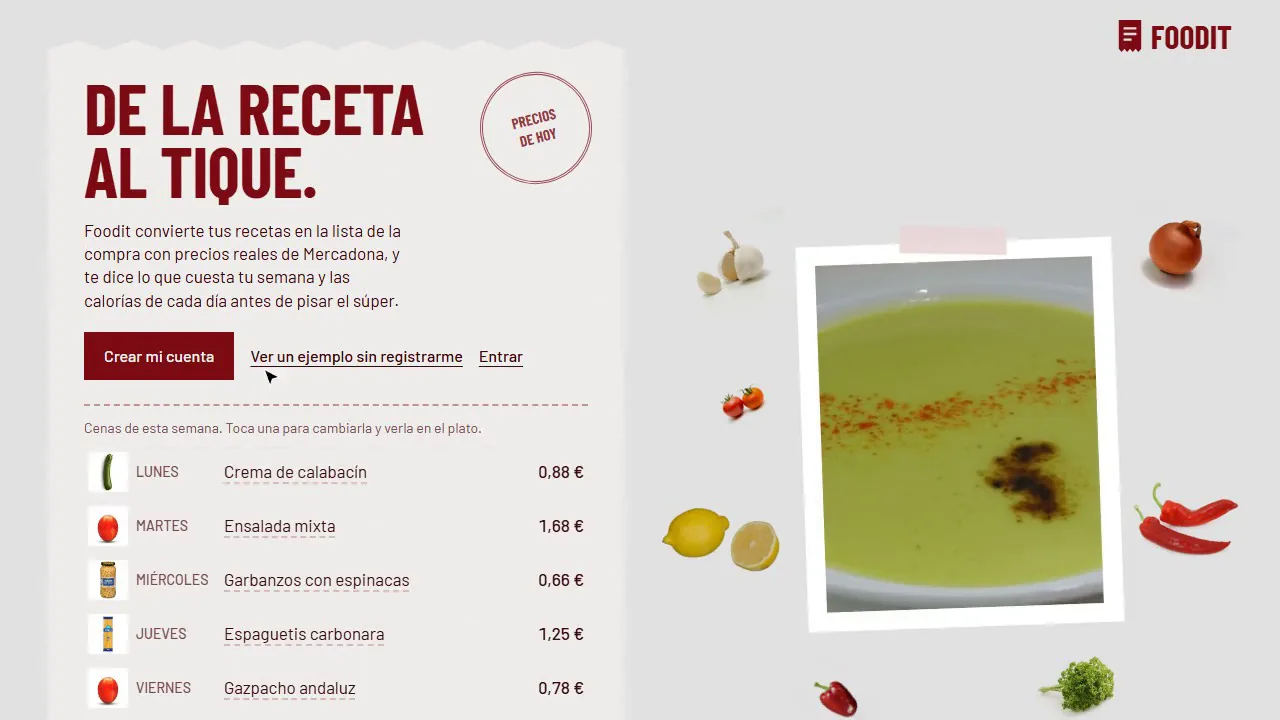 FOODIT
DE LA RECETA
AL TIQUE.
PRECIOS
DE HOY
Foodit convierte tus recetas en la lista de la
compra con precios reales de Mercadona, y
te dice lo que cuesta tu semana y las
calorías de cada día antes de pisar el súper.
Crear mi cuenta Ver un ejemplo sin registrarme Entrar
Cenas de esta semana. Toca una para cambiarla y verla en el plato.
LUNES Crema de calabacín 0,88 €
MARTES Ensalada mixta 1,68 €
MIÉRCOLES Garbanzos con espinacas 0,66 €
JUEVES Espaguetis carbonara 1,25 €
VIERNES Gazpacho andaluz 0,78 €